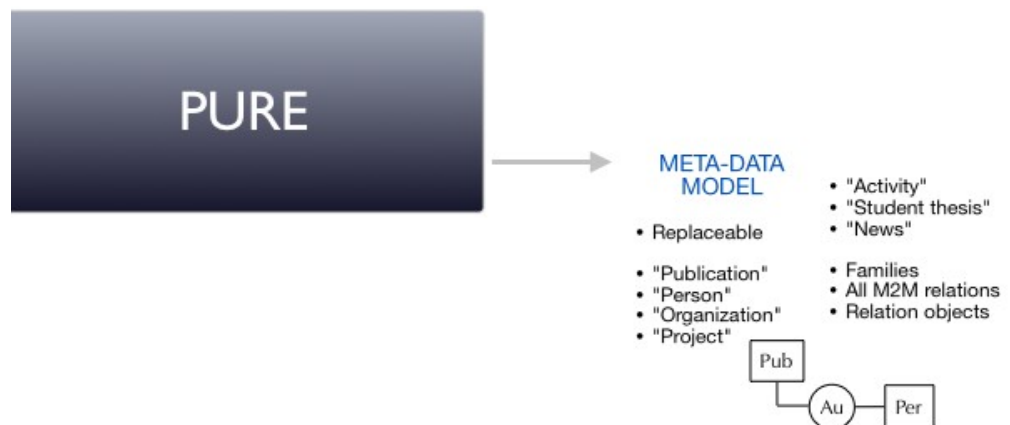 PURE
META-DATA
MODEL
• Replaceable
• "Publication"
• "Person"
• "Organization"
• "Project"
• "Activity"
• "Student thesis"
• "News"
• Families
• All M2M relations
• Relation objects
Pub
Au
Per